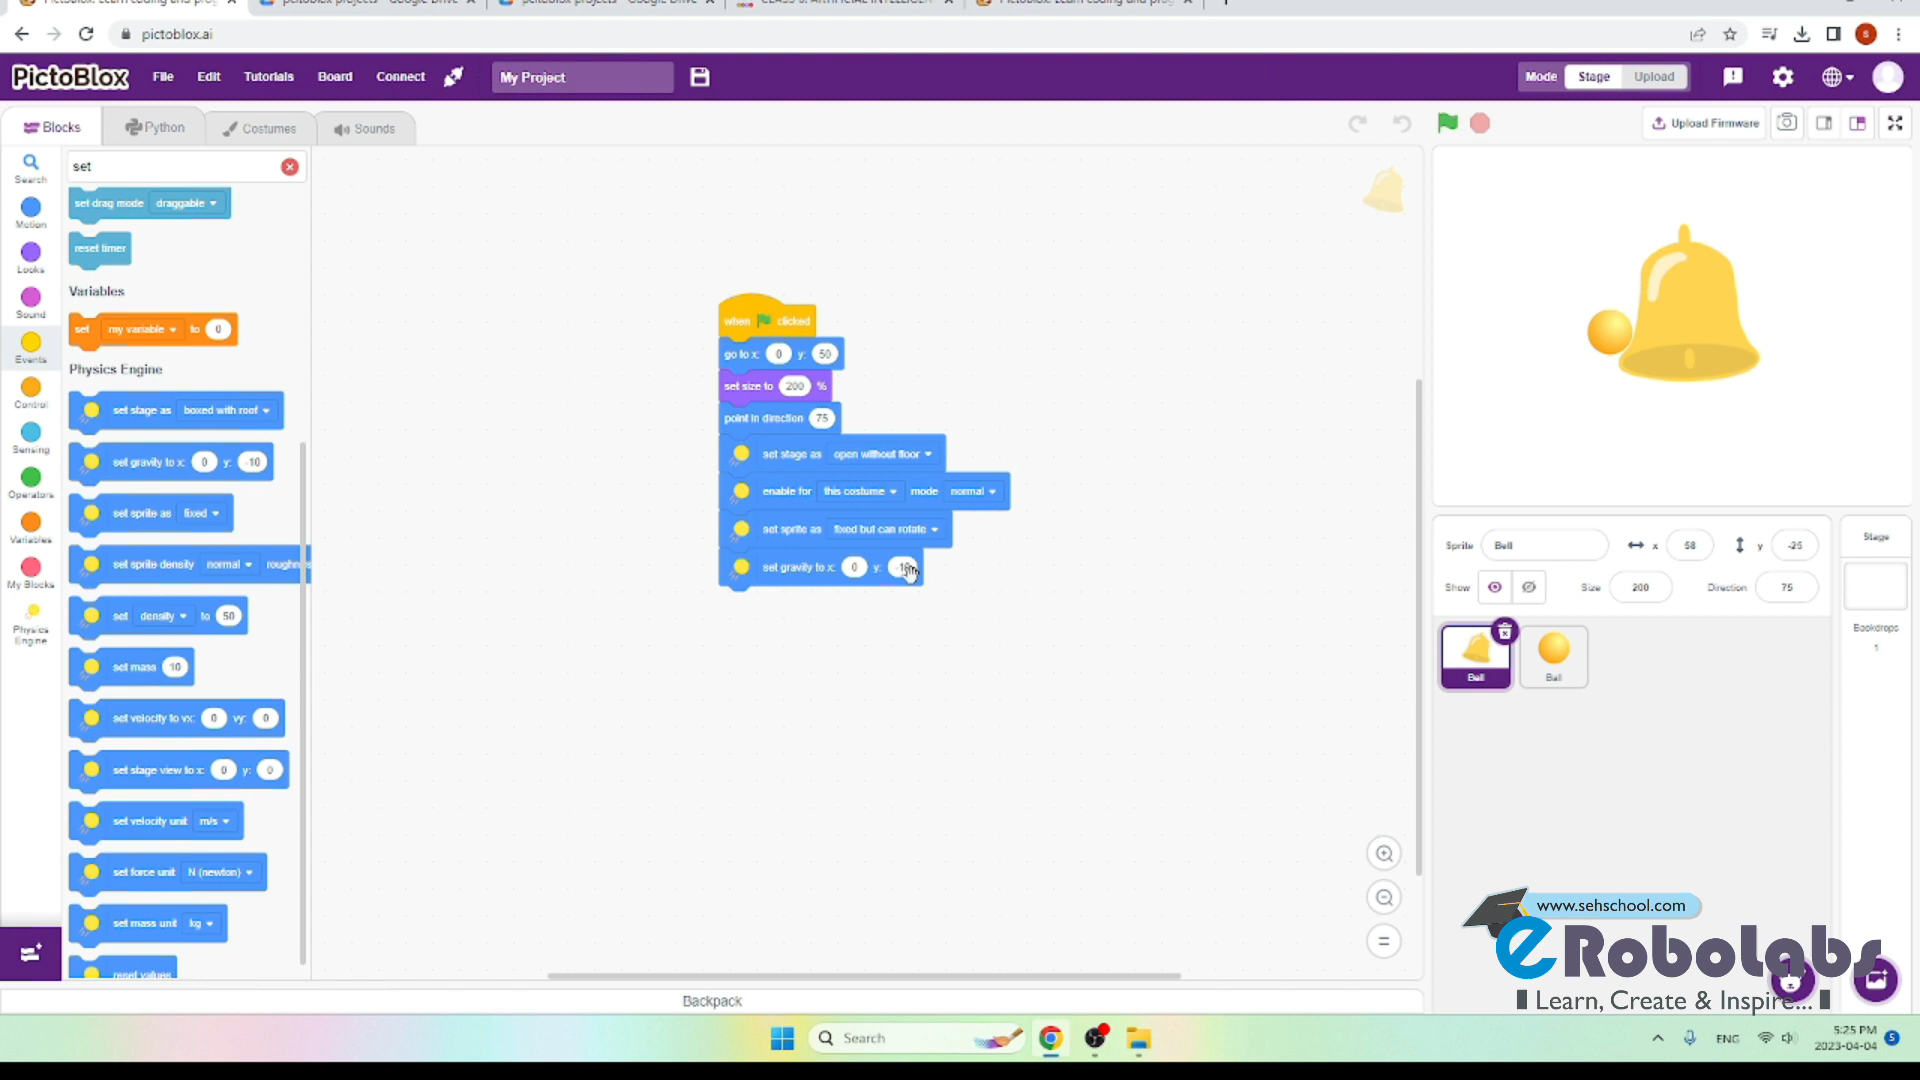 pictoblox projects - Google Drive
pictoblox projects - Google Drive
pictoblox.ai
PictoBlox
File
Edit
Tutorials
Board
Connect
My Project
Mode
Stage
Upload
Blocks
Python
Costumes
Sounds
Upload Firmware
set
Search
Motion
Looks
Sound
Events
Control
Sensing
Operators
Variables
My Blocks
Physics
Engine
set drag mode draggable
reset timer
Variables
set my variable to 0
Physics Engine
set stage as boxed with roof
set gravity to x: 0 y: -10
set sprite as fixed
set sprite density normal
set density to 50
set mass 10
set velocity to vx: 0 vy: 0
set stage view to x: 0 y: 0
set velocity unit m/s
set force unit N (newton)
set mass unit kg
reset values
when clicked
go to x: 0 y: 50
set size to 200 %
point in direction 75
set stage as open without floor
enable for this costume mode normal
set sprite as fixed but can rotate
set gravity to x: 0 y:
Sprite Bell x 58 y -25
Show Size 200 Direction 75
Bell
Ball
Stage
Backdrops
1
Backpack
www.sehschool.com
eRoboLabs
Learn, Create & Inspire...
Search
ENG
5:25 PM
2023-04-04